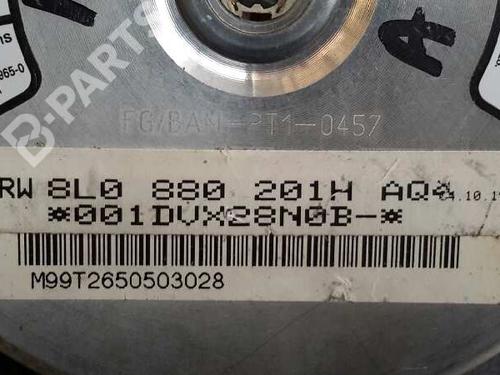 B-PARTS
FG/BAM-PT1-0457
RW 8L0 880 201H AQ4
*001DVX28N0B-*
M99T2650503028